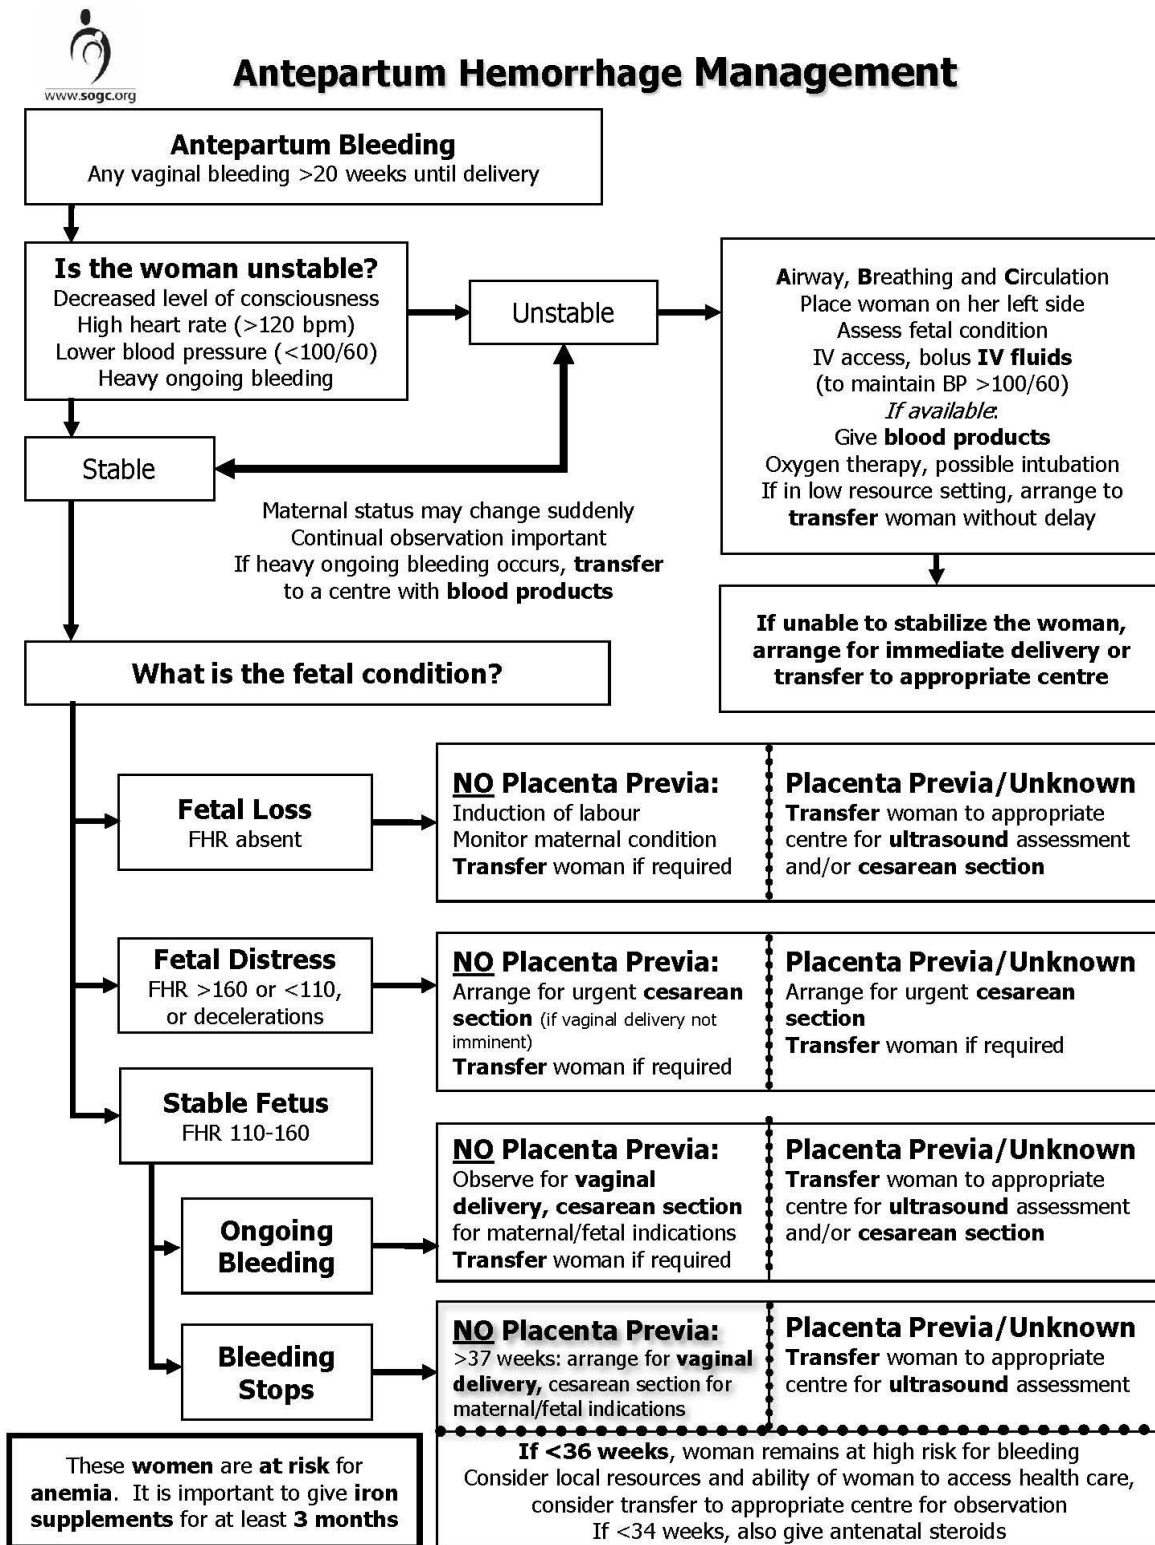 www.sogc.org
Antepartum Hemorrhage Management
Antepartum Bleeding
Any vaginal bleeding >20 weeks until delivery
Is the woman unstable?
Decreased level of consciousness
High heart rate (>120 bpm)
Lower blood pressure (<100/60)
Heavy ongoing bleeding
Unstable
Airway, Breathing and Circulation
Place woman on her left side
Assess fetal condition
IV access, bolus IV fluids
(to maintain BP >100/60)
If available:
Give blood products
Oxygen therapy, possible intubation
If in low resource setting, arrange to
transfer woman without delay
Stable
Maternal status may change suddenly
Continual observation important
If heavy ongoing bleeding occurs, transfer
to a centre with blood products
If unable to stabilize the woman,
arrange for immediate delivery or
transfer to appropriate centre
What is the fetal condition?
Fetal Loss
FHR absent
NO Placenta Previa:
Induction of labour
Monitor maternal condition
Transfer woman if required
Placenta Previa/Unknown
Transfer woman to appropriate
centre for ultrasound assessment
and/or cesarean section
Fetal Distress
FHR >160 or <110,
or decelerations
NO Placenta Previa:
Arrange for urgent cesarean
section (if vaginal delivery not
imminent)
Transfer woman if required
Placenta Previa/Unknown
Arrange for urgent cesarean
section
Transfer woman if required
Stable Fetus
FHR 110-160
Ongoing
Bleeding
NO Placenta Previa:
Observe for vaginal
delivery, cesarean section
for maternal/fetal indications
Transfer woman if required
Placenta Previa/Unknown
Transfer woman to appropriate
centre for ultrasound assessment
and/or cesarean section
Bleeding
Stops
NO Placenta Previa:
>37 weeks: arrange for vaginal
delivery, cesarean section for
maternal/fetal indications
Placenta Previa/Unknown
Transfer woman to appropriate
centre for ultrasound assessment
If <36 weeks, woman remains at high risk for bleeding
Consider local resources and ability of woman to access health care,
consider transfer to appropriate centre for observation
If <34 weeks, also give antenatal steroids
These women are at risk for
anemia. It is important to give iron
supplements for at least 3 months